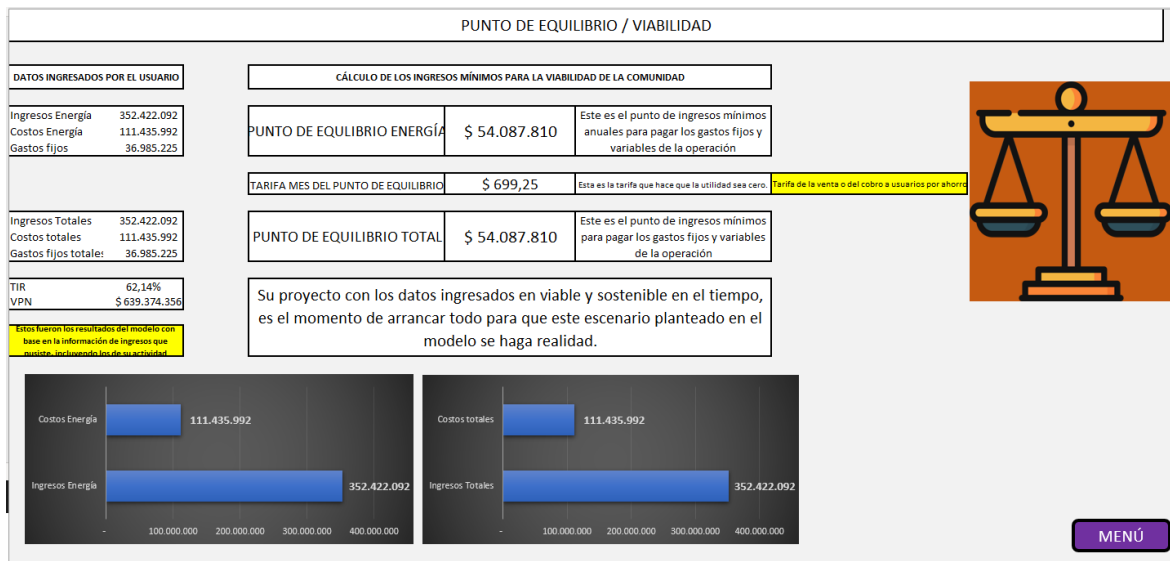 PUNTO DE EQUILIBRIO / VIABILIDAD
DATOS INGRESADOS POR EL USUARIO
Ingresos Energía 352.422.092
Costos Energía 111.435.992
Gastos fijos 36.985.225
Ingresos Totales 352.422.092
Costos totales 111.435.992
Gastos fijos totales 36.985.225
TIR 62,14%
VPN $ 639.374.356
Estos fueron los resultados del modelo con
base en la información de ingresos que
pusiste, incluyendo los de su actividad
CÁLCULO DE LOS INGRESOS MÍNIMOS PARA LA VIABILIDAD DE LA COMUNIDAD
PUNTO DE EQULIBRIO ENERGÍA
$ 54.087.810
Este es el punto de ingresos mínimos
anuales para pagar los gastos fijos y
variables de la operación
TARIFA MES DEL PUNTO DE EQUILIBRIO
$ 699,25
Esta es la tarifa que hace que la utilidad sea cero.
Tarifa de la venta o del cobro a usuarios por ahorro
PUNTO DE EQUILIBRIO TOTAL
$ 54.087.810
Este es el punto de ingresos mínimos
para pagar los gastos fijos y variables
de la operación
Su proyecto con los datos ingresados en viable y sostenible en el tiempo,
es el momento de arrancar todo para que este escenario planteado en el
modelo se haga realidad.
Costos Energía 111.435.992
Ingresos Energía 352.422.092
- 100.000.000 200.000.000 300.000.000 400.000.000
Costos totales 111.435.992
Ingresos Totales 352.422.092
- 100.000.000 200.000.000 300.000.000 400.000.000
MENÚ